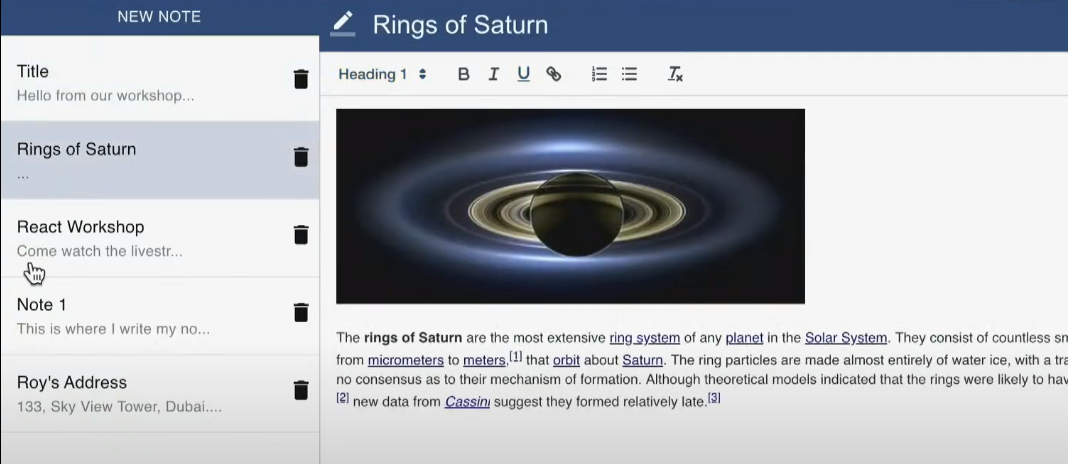 NEW NOTE
Rings of Saturn
Title
Hello from our workshop...
Rings of Saturn
...
React Workshop
Come watch the livestr...
Note 1
This is where I write my no...
Roy's Address
133, Sky View Tower, Dubai....
Heading 1 B I U Tx
The rings of Saturn are the most extensive ring system of any planet in the Solar System. They consist of countless sm
from micrometers to meters,[1] that orbit about Saturn. The ring particles are made almost entirely of water ice, with a tra
no consensus as to their mechanism of formation. Although theoretical models indicated that the rings were likely to hav
[2] new data from Cassini suggest they formed relatively late.[3]